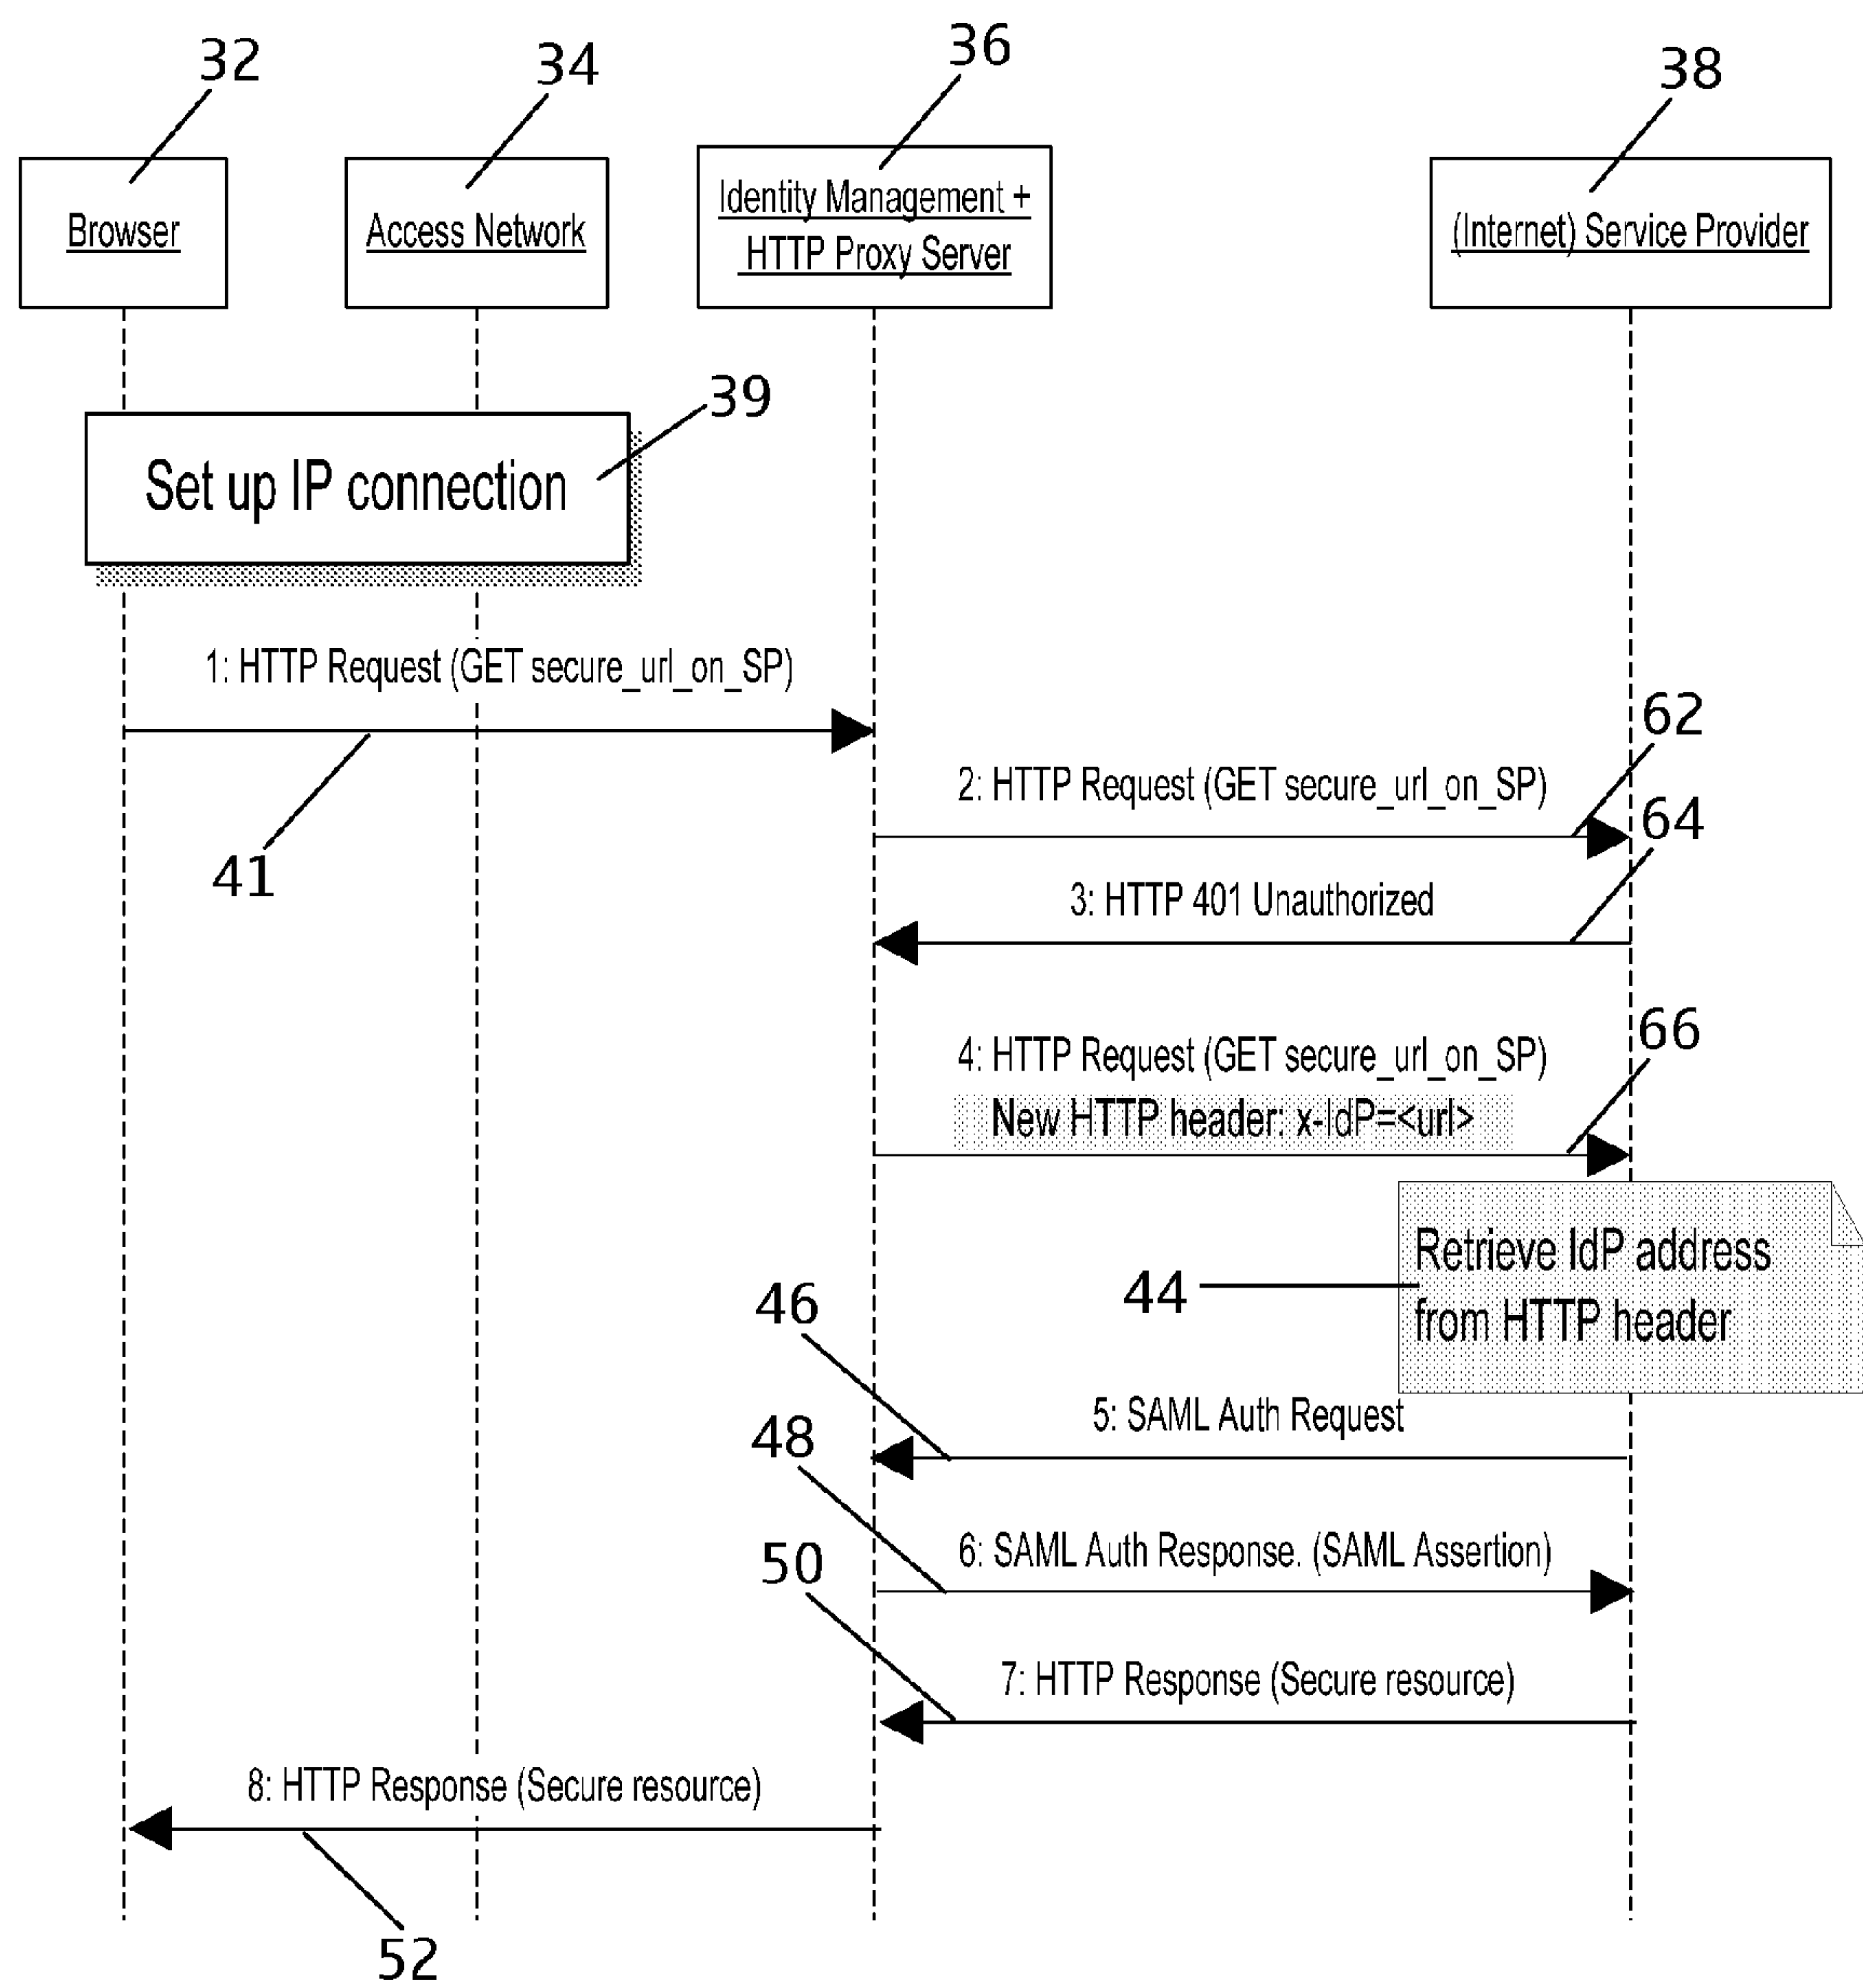 32
34
36
38
Browser
Access Network
Identity Management +
HTTP Proxy Server
(Internet) Service Provider
39
Set up IP connection
1: HTTP Request (GET secure_url_on_SP)
41
62
2: HTTP Request (GET secure_url_on_SP)
64
3: HTTP 401 Unauthorized
66
4: HTTP Request (GET secure_url_on_SP)
New HTTP header: x-IdP=<url>
44
Retrieve IdP address
from HTTP header
46
5: SAML Auth Request
48
6: SAML Auth Response. (SAML Assertion)
50
7: HTTP Response (Secure resource)
8: HTTP Response (Secure resource)
52